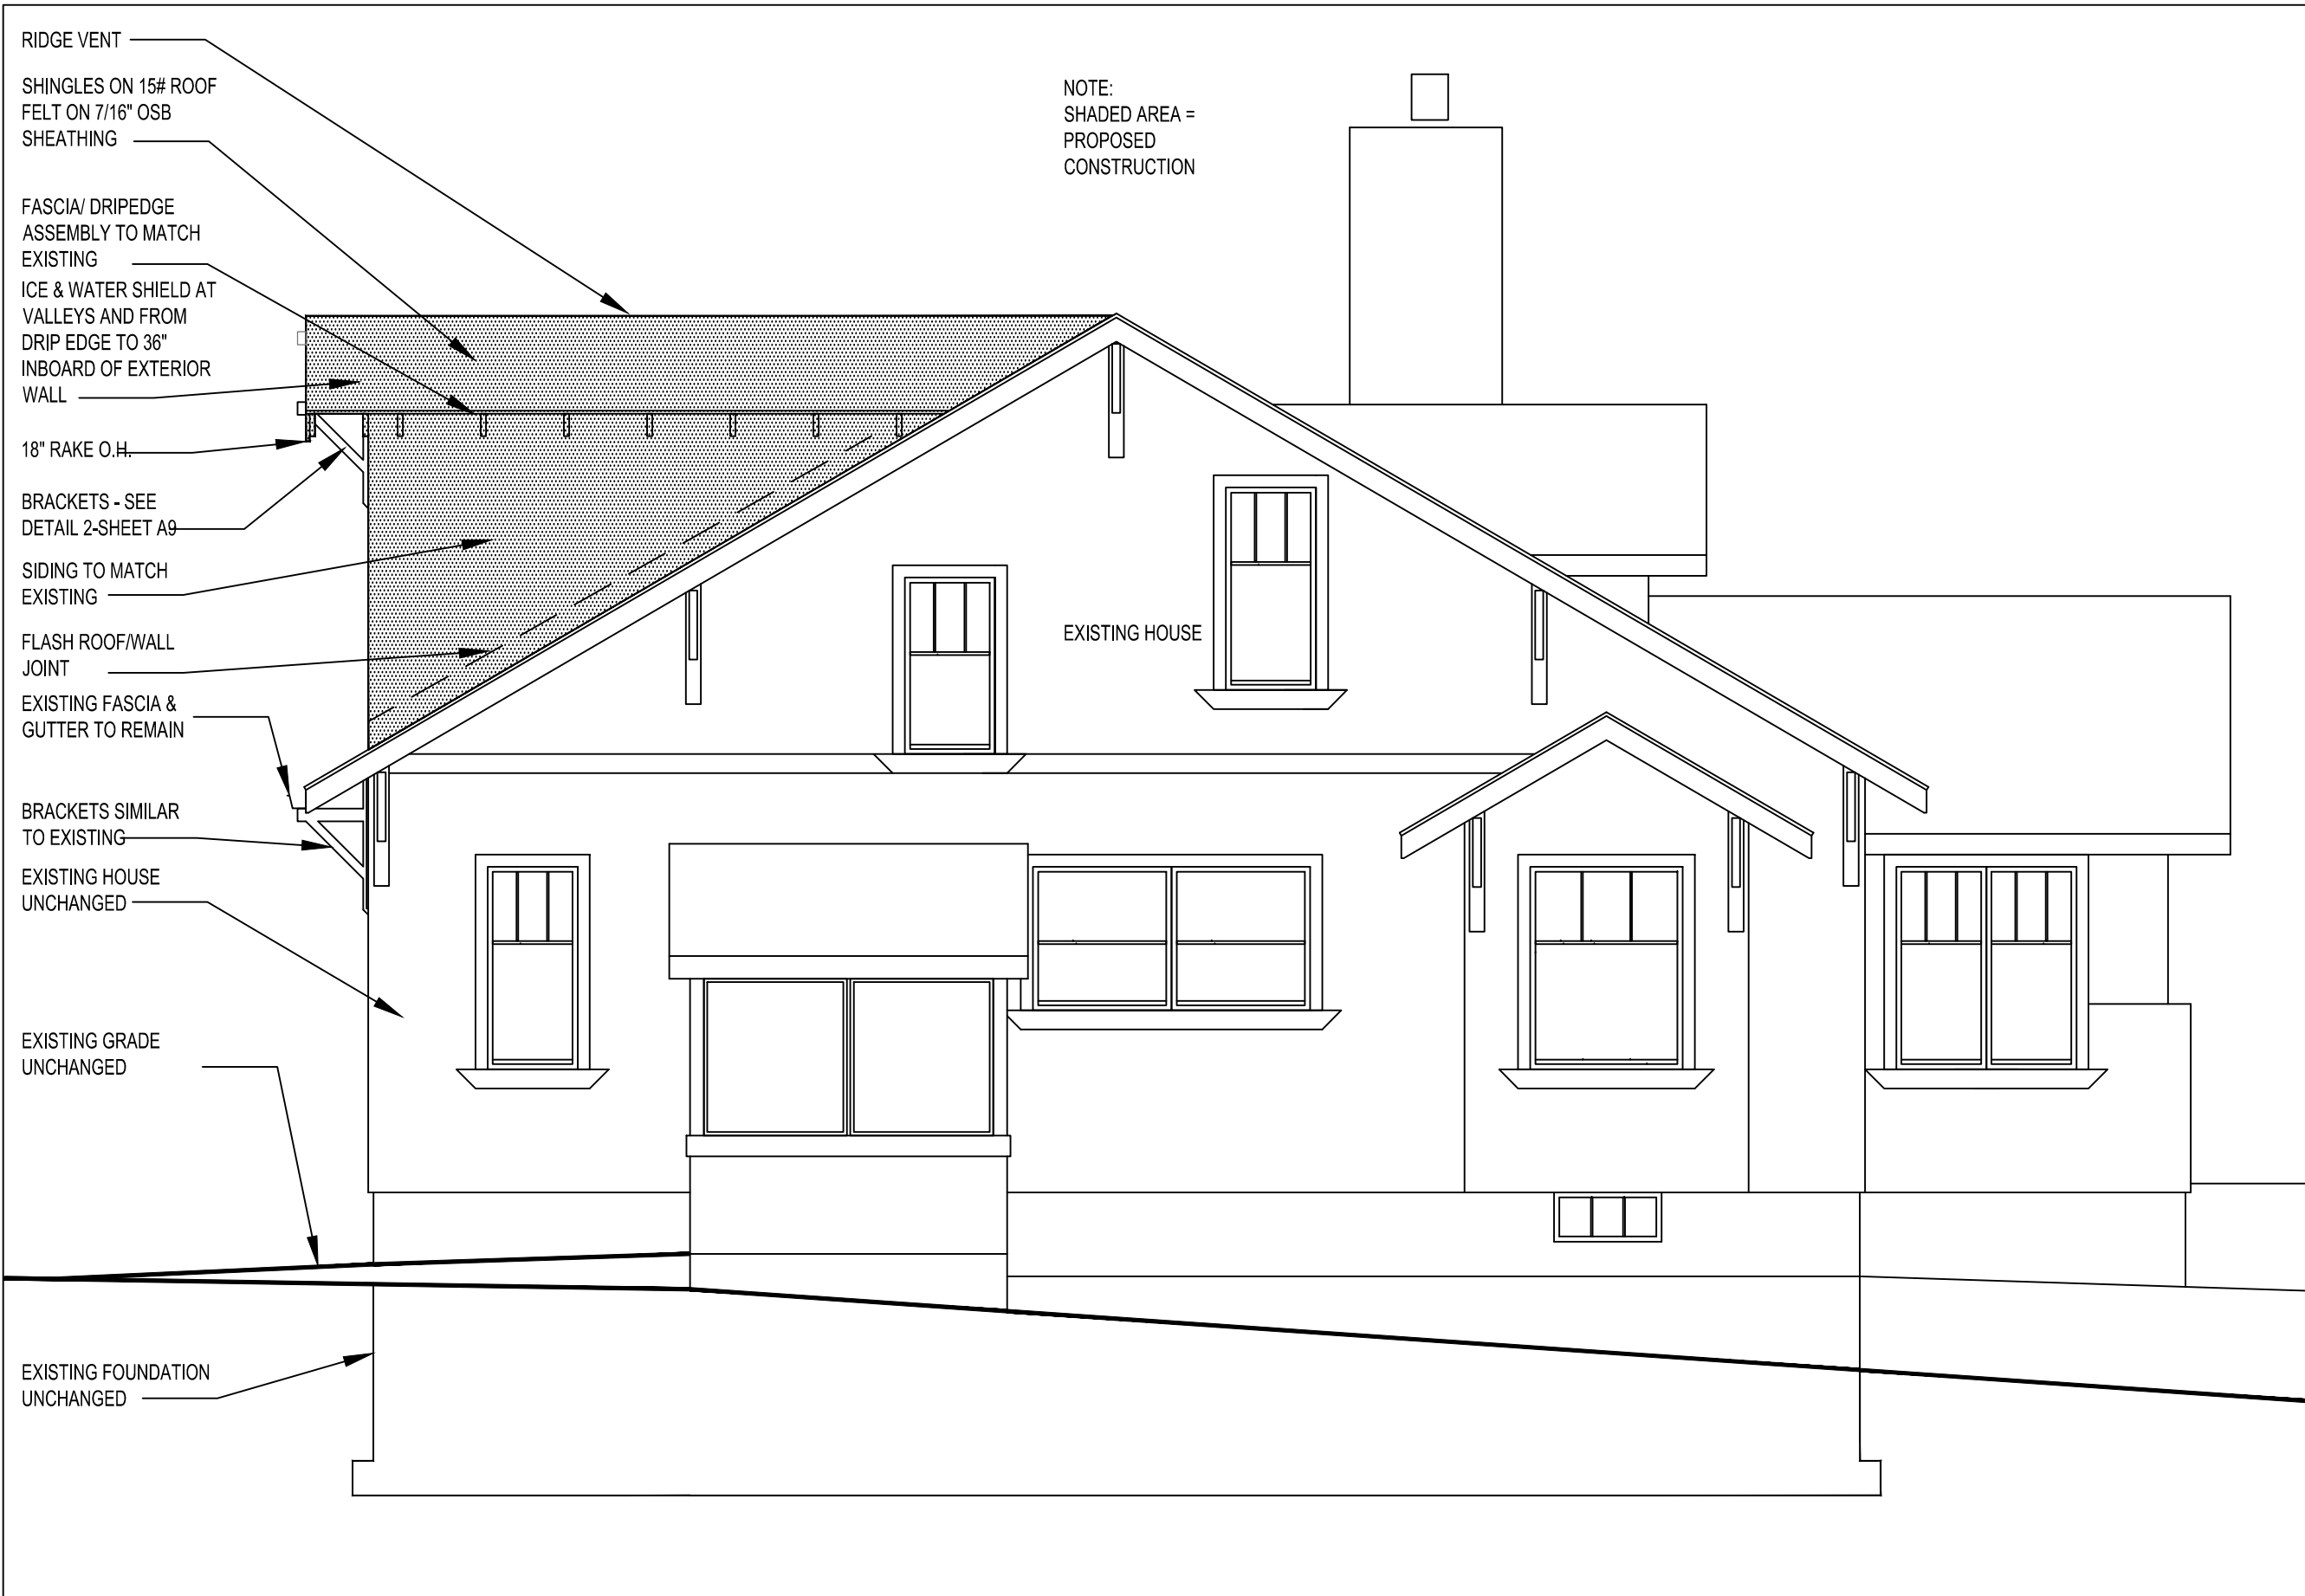 RIDGE VENT
SHINGLES ON 15# ROOF
FELT ON 7/16" OSB
SHEATHING
FASCIA/ DRIPEDGE
ASSEMBLY TO MATCH
EXISTING
ICE & WATER SHIELD AT
VALLEYS AND FROM
DRIP EDGE TO 36"
INBOARD OF EXTERIOR
WALL
18" RAKE O.H.
BRACKETS - SEE
DETAIL 2-SHEET A9
SIDING TO MATCH
EXISTING
FLASH ROOF/WALL
JOINT
EXISTING FASCIA &
GUTTER TO REMAIN
BRACKETS SIMILAR
TO EXISTING
EXISTING HOUSE
UNCHANGED
EXISTING GRADE
UNCHANGED
EXISTING FOUNDATION
UNCHANGED
NOTE:
SHADED AREA =
PROPOSED
CONSTRUCTION
EXISTING HOUSE